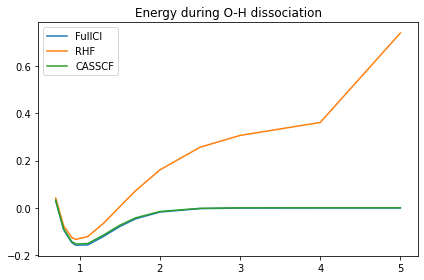 Energy during O-H dissociation
FullCI
RHF
CASSCF
0.6
0.4
0.2
0.0
-0.2
1 2 3 4 5